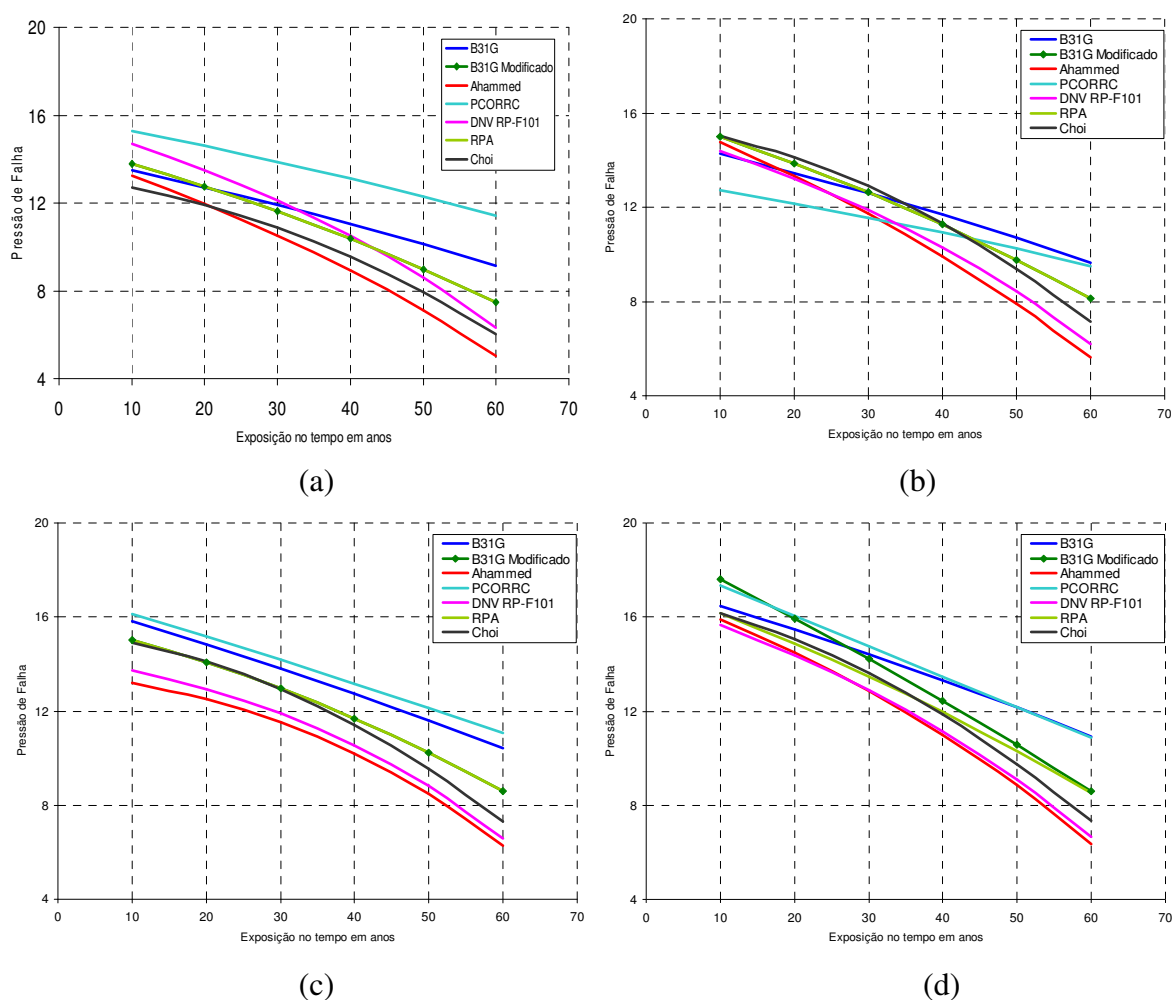 20
16
12
8
4
0 10 20 30 40 50 60 70
Pressão de Falha
Exposição no tempo em anos
B31G
B31G Modificado
Ahammed
PCORRC
DNV RP-F101
RPA
Choi
(a)
20
16
12
8
4
0 10 20 30 40 50 60 70
Pressão de Falha
Exposição no tempo em anos
B31G
B31G Modificado
Ahammed
PCORRC
DNV RP-F101
RPA
Choi
(b)
20
16
12
8
4
0 10 20 30 40 50 60 70
Pressão de Falha
Exposição no tempo em anos
B31G
B31G Modificado
Ahammed
PCORRC
DNV RP-F101
RPA
Choi
(c)
20
16
12
8
4
0 10 20 30 40 50 60 70
Pressão de Falha
Exposição no tempo em anos
B31G
B31G Modificado
Ahammed
PCORRC
DNV RP-F101
RPA
Choi
(d)